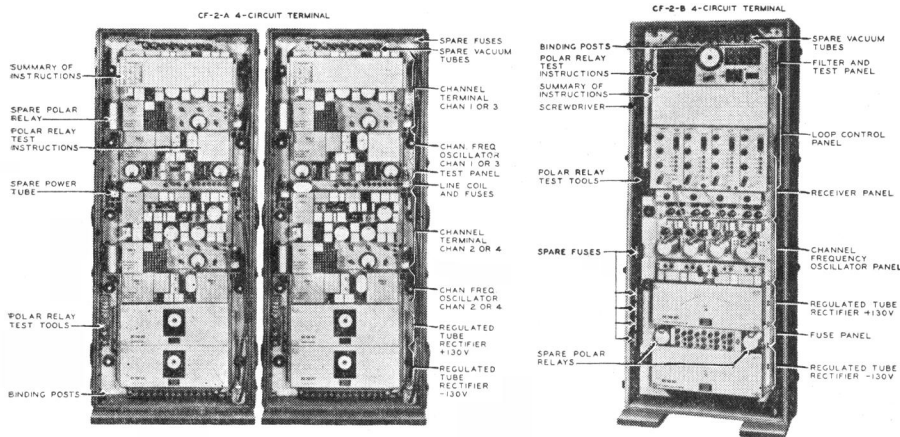 CF-2-A 4-CIRCUIT TERMINAL
SUMMARY OF
INSTRUCTIONS
SPARE POLAR
RELAY
POLAR RELAY
TEST
INSTRUCTIONS
SPARE POWER
TUBE
POLAR RELAY
TEST TOOLS
BINDING POSTS
SPARE FUSES
SPARE VACUUM
TUBES
CHANNEL
TERMINAL
CHAN 1 OR 3
CHAN. FREQ
OSCILLATOR
CHAN 1 OR 3
TEST PANEL
LINE COIL
AND FUSES
CHANNEL
TERMINAL
CHAN 2 OR 4
CHAN FREQ
OSCILLATOR
CHAN 2 OR 4
REGULATED
TUBE
RECTIFIER
+130V
REGULATED
TUBE
RECTIFIER
-130V
CF-2-B 4-CIRCUIT TERMINAL
BINDING POSTS
POLAR RELAY
TEST
INSTRUCTIONS
SUMMARY OF
INSTRUCTIONS
SCREWDRIVER
POLAR RELAY
TEST TOOLS
SPARE FUSES
SPARE POLAR
RELAYS
SPARE VACUUM
TUBES
FILTER AND
TEST PANEL
LOOP CONTROL
PANEL
RECEIVER PANEL
CHANNEL
FREQUENCY
OSCILLATOR PANEL
REGULATED TUBE
RECTIFIER +130V
FUSE PANEL
REGULATED TUBE
RECTIFIER -130V